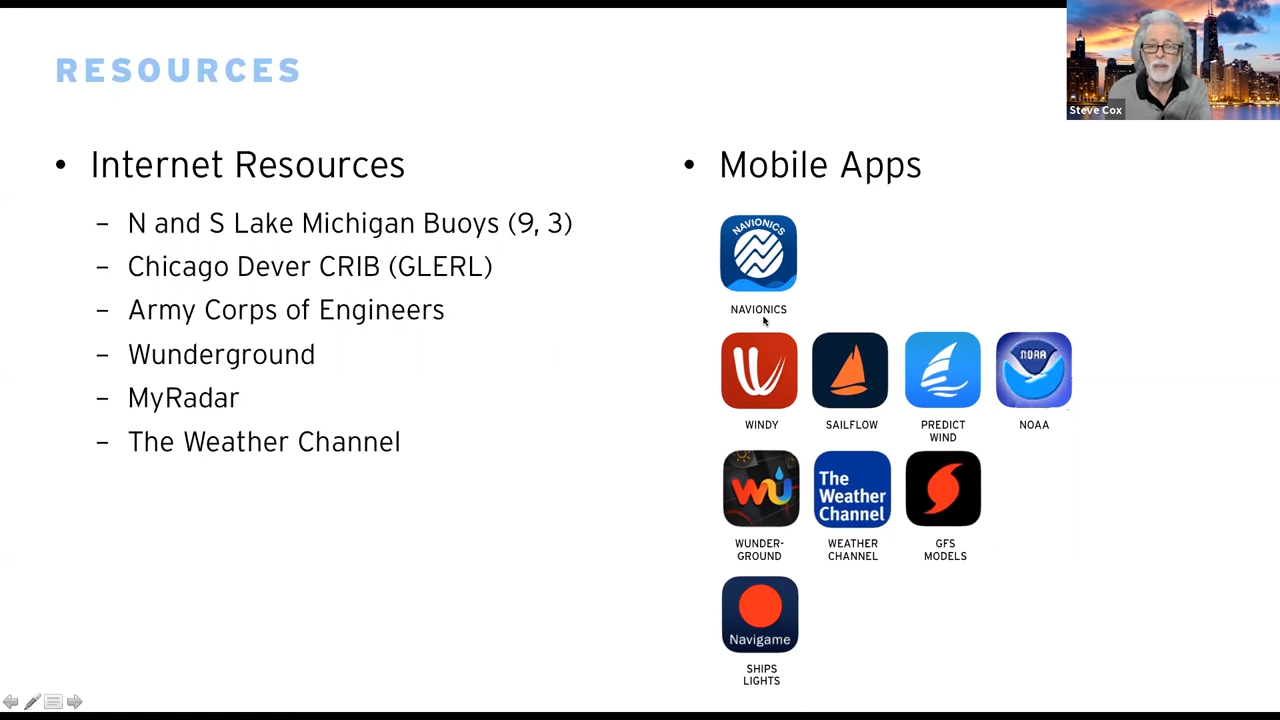 RESOURCES
Steve Cox
• Internet Resources
– N and S Lake Michigan Buoys (9, 3)
– Chicago Dever CRIB (GLERL)
– Army Corps of Engineers
– Wunderground
– MyRadar
– The Weather Channel
• Mobile Apps
NAVIONICS
NAVIONICS
NOAA
WINDY
SAILFLOW
PREDICT
WIND
NOAA
WU
The
Weather
Channel
WUNDER-
GROUND
WEATHER
CHANNEL
GFS
MODELS
Navigame
SHIPS
LIGHTS